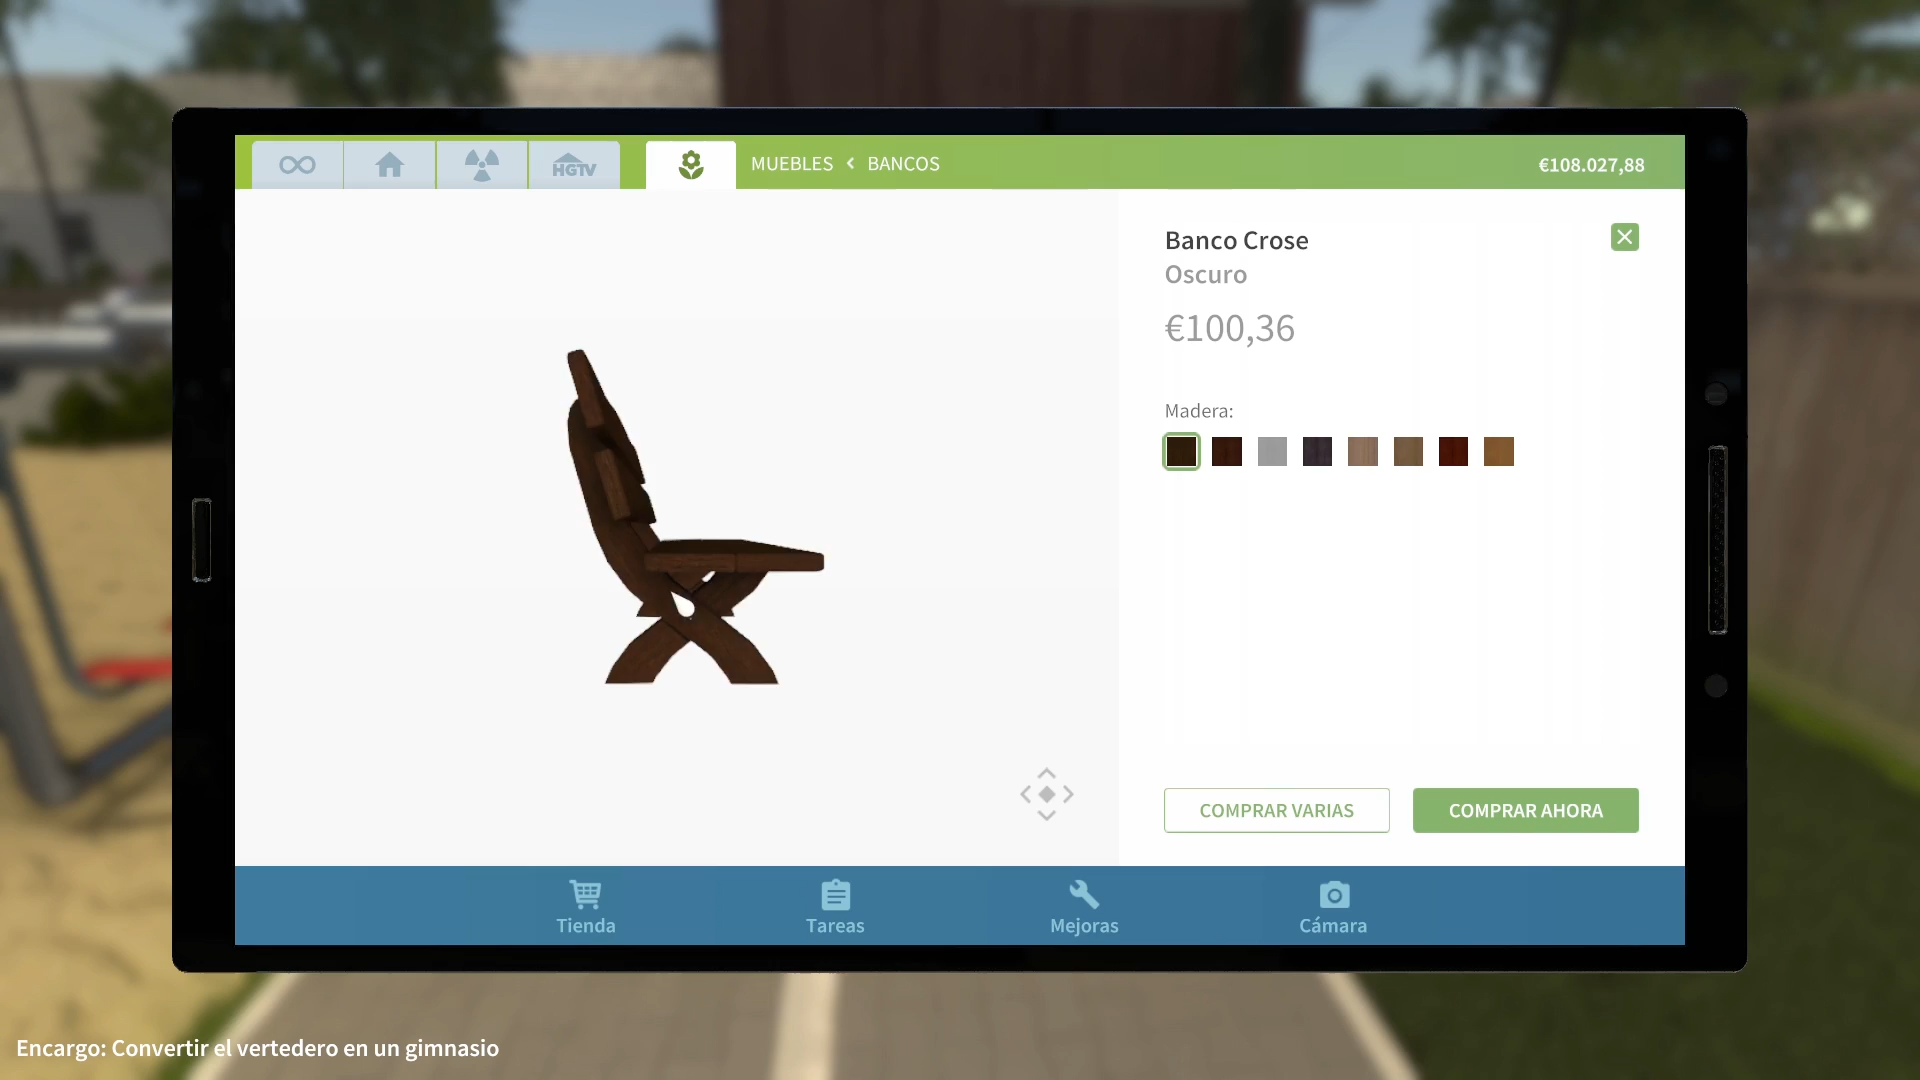 HGTV
MUEBLES < BANCOS
€108.027,88
Banco Crose
Oscuro
€100,36
Madera:
COMPRAR VARIAS
COMPRAR AHORA
Tienda
Tareas
Mejoras
Cámara
Encargo: Convertir el vertedero en un gimnasio